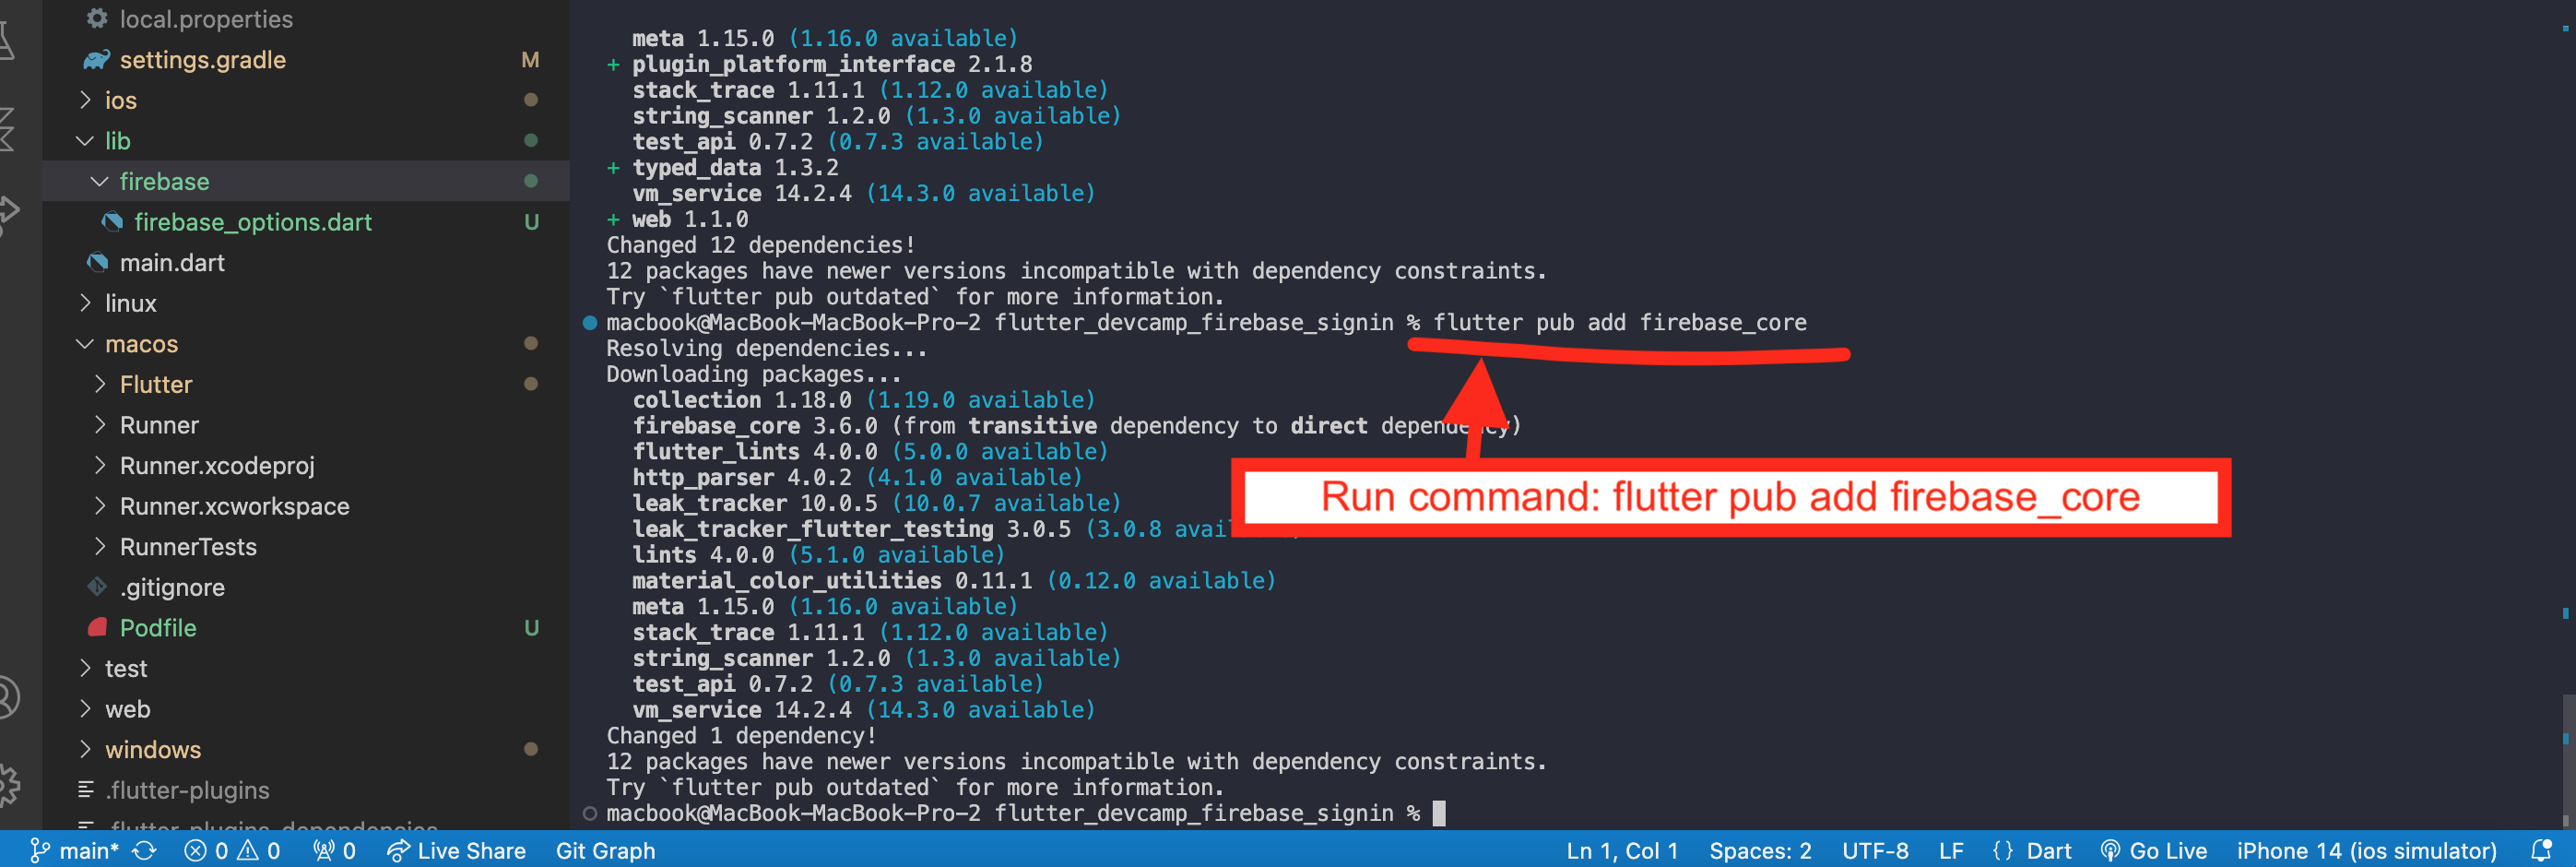 local.properties
settings.gradle M
ios
lib
firebase
firebase_options.dart U
main.dart
linux
macos
Flutter
Runner
Runner.xcodeproj
Runner.xcworkspace
RunnerTests
.gitignore
Podfile U
test
web
windows
.flutter-plugins
.flutter-plugins-dependencies
meta 1.15.0 (1.16.0 available)
+ plugin_platform_interface 2.1.8
stack_trace 1.11.1 (1.12.0 available)
string_scanner 1.2.0 (1.3.0 available)
test_api 0.7.2 (0.7.3 available)
+ typed_data 1.3.2
vm_service 14.2.4 (14.3.0 available)
+ web 1.1.0
Changed 12 dependencies!
12 packages have newer versions incompatible with dependency constraints.
Try `flutter pub outdated` for more information.
macbook@MacBook-MacBook-Pro-2 flutter_devcamp_firebase_signin % flutter pub add firebase_core
Resolving dependencies...
Downloading packages...
collection 1.18.0 (1.19.0 available)
firebase_core 3.6.0 (from transitive dependency to direct dependency)
flutter_lints 4.0.0 (5.0.0 available)
http_parser 4.0.2 (4.1.0 available)
leak_tracker 10.0.5 (10.0.7 available)
leak_tracker_flutter_testing 3.0.5 (3.0.8 avai
lints 4.0.0 (5.1.0 available)
material_color_utilities 0.11.1 (0.12.0 available)
meta 1.15.0 (1.16.0 available)
stack_trace 1.11.1 (1.12.0 available)
string_scanner 1.2.0 (1.3.0 available)
test_api 0.7.2 (0.7.3 available)
vm_service 14.2.4 (14.3.0 available)
Changed 1 dependency!
12 packages have newer versions incompatible with dependency constraints.
Try `flutter pub outdated` for more information.
macbook@MacBook-MacBook-Pro-2 flutter_devcamp_firebase_signin %
Run command: flutter pub add firebase_core
main* 0 0 0 Live Share Git Graph Ln 1, Col 1 Spaces: 2 UTF-8 LF {} Dart Go Live iPhone 14 (ios simulator)